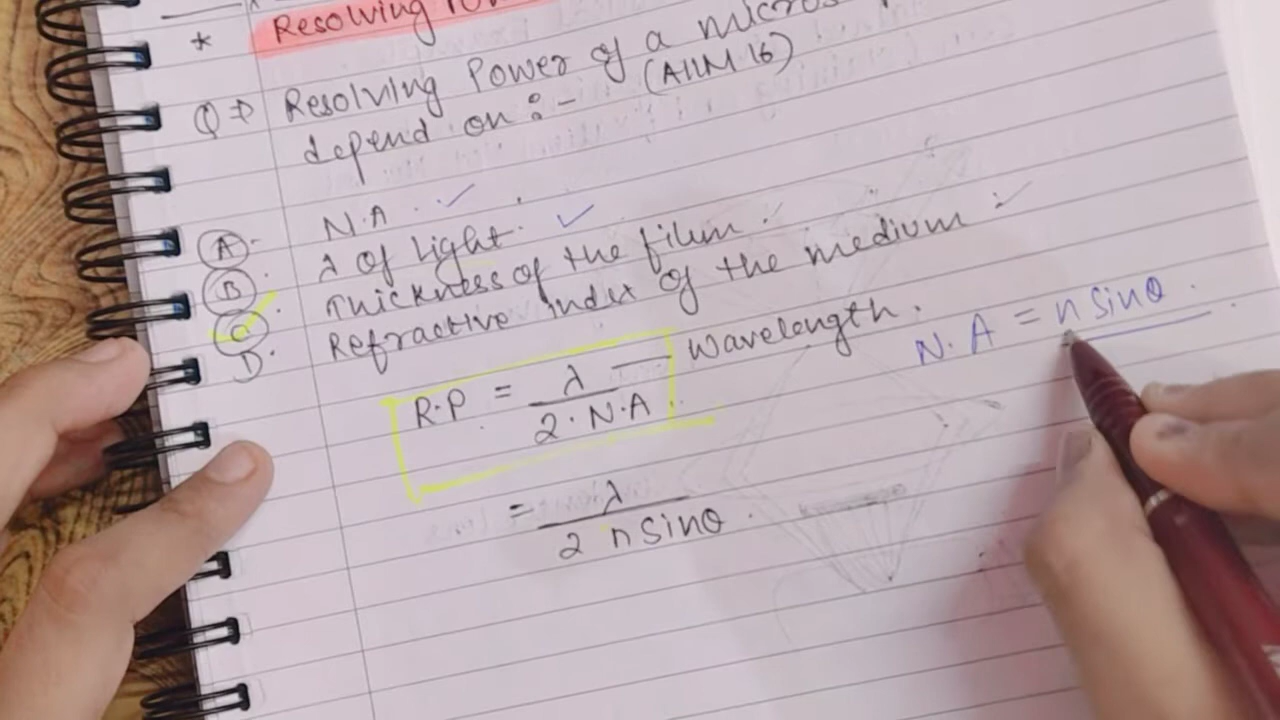 * Resolving
Q⇒ Resolving Power of a micros
depend on :- (AIIM 16)
A- N.A. ✓
B. λ of light. ✓
C. Thickness of the filum.
D. Refractive index of the medium
R.P = λ / 2.N.A — Wavelength.
N.A = n sinθ
= λ / 2 n sinθ